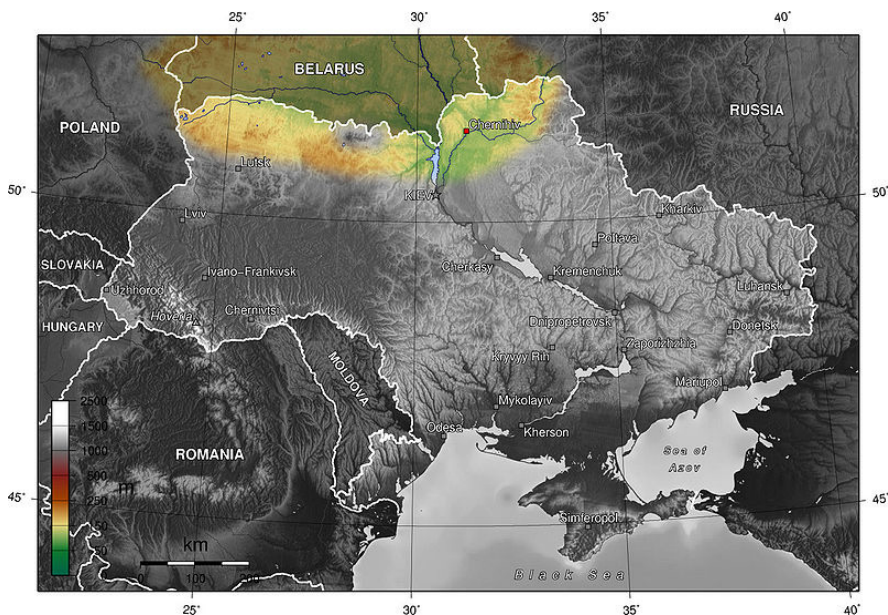 25°
30°
35°
40°
BELARUS
POLAND
RUSSIA
Chernihiv
Lutsk
50°
50°
KIEV
Lviv
Kharkiv
Poltava
SLOVAKIA
Cherkasy
Kremenchuk
Ivano-Frankivsk
Uzhhorod
Luhansk
Hoverla
Chernivtsi
HUNGARY
Dnipropetrovsk
Donetsk
Zaporizhzhia
Kryvyy Rih
MOLDOVA
Mariupol
2500
Mykolayiv
1500
Odesa
Kherson
1000
Sea of
Azov
ROMANIA
500
m
250
45°
45°
150
Simferopol
50
km
0
100
200
Black Sea
25°
30°
35°
40°